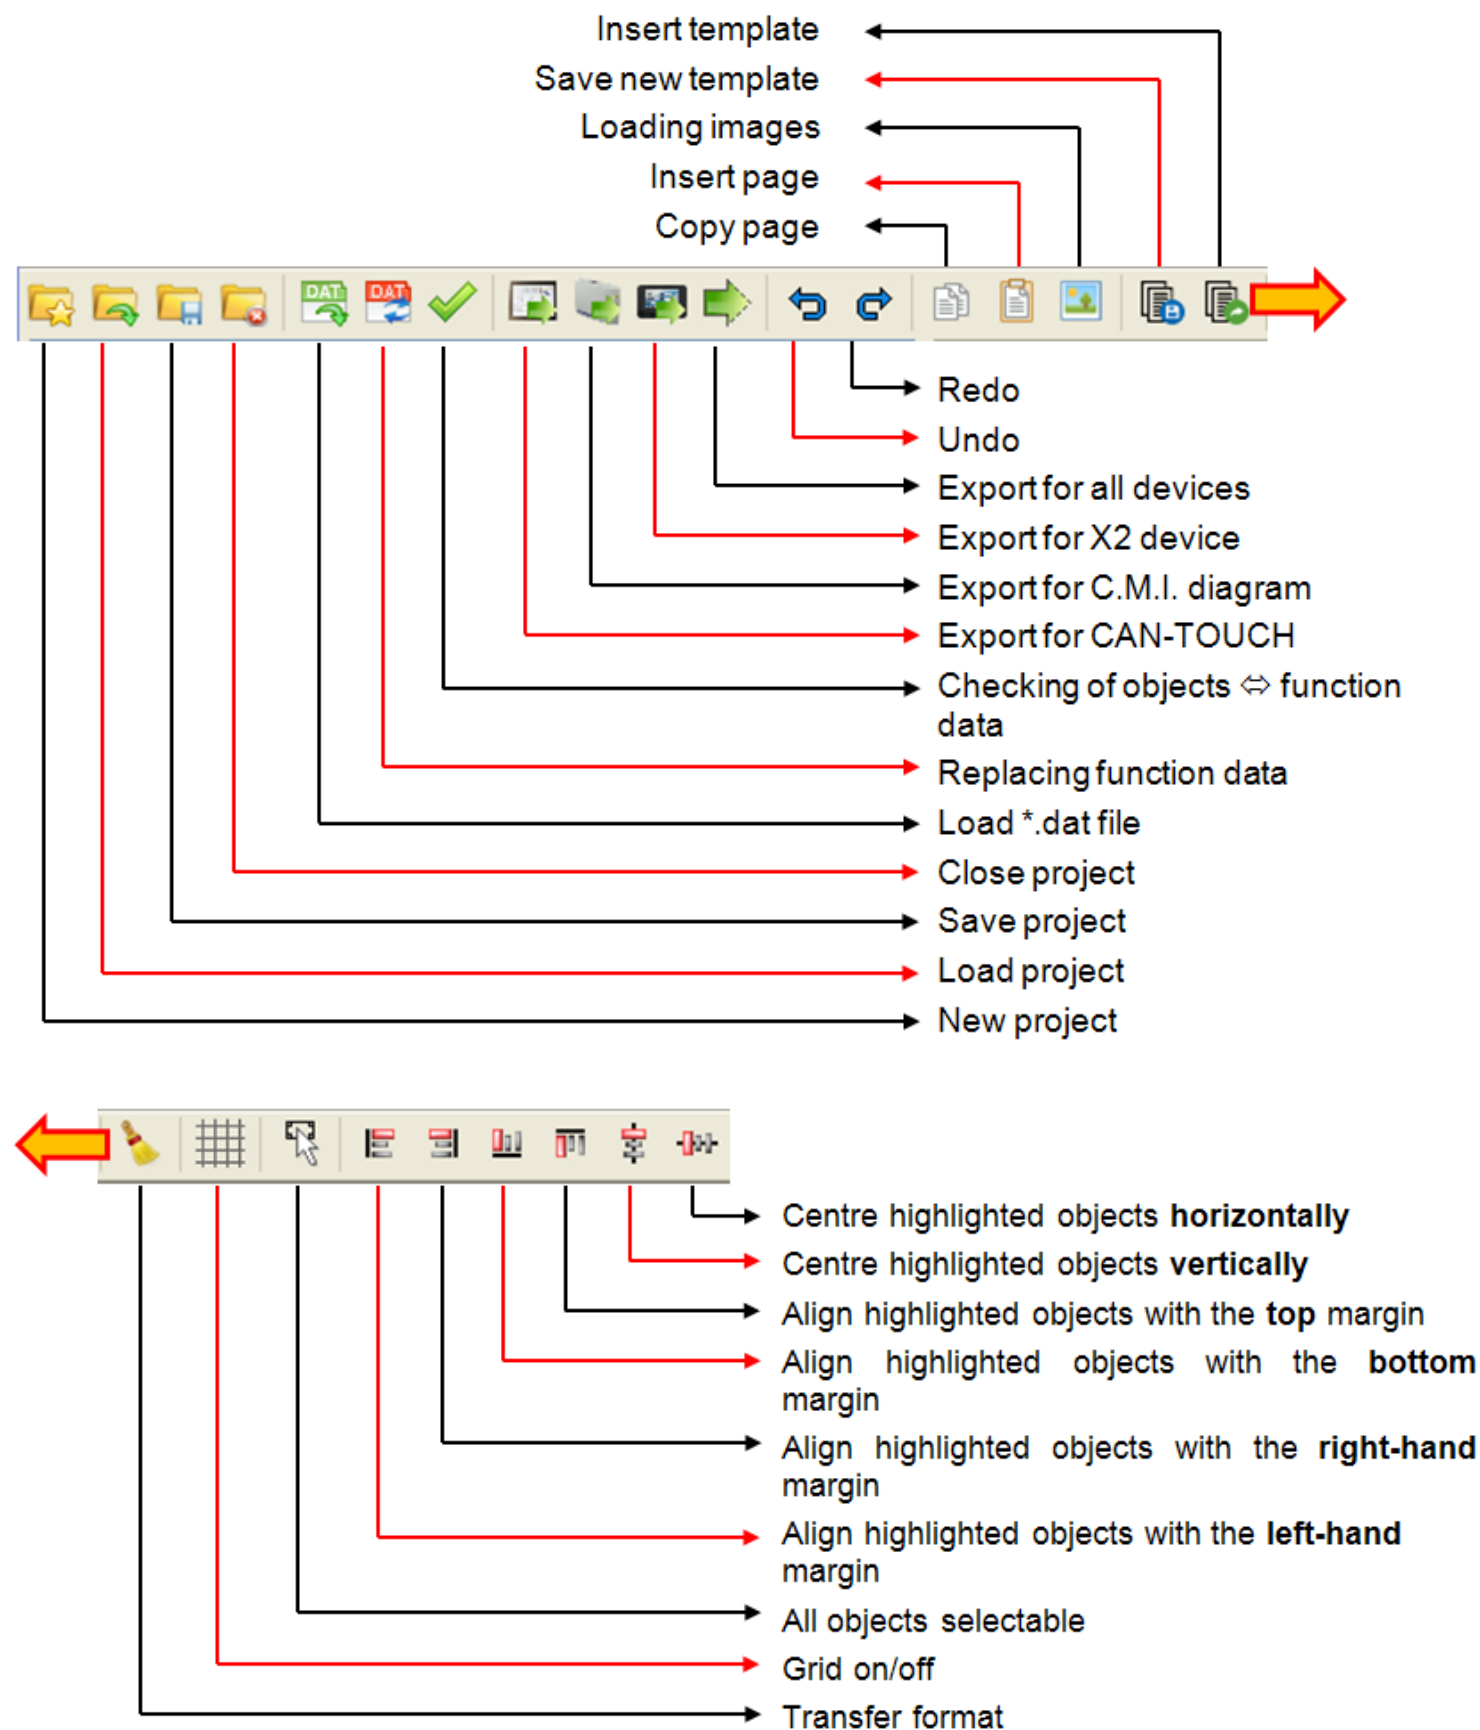 Insert template
Save new template
Loading images
Insert page
Copy page
DAT
DAT
Redo
Undo
Export for all devices
Export for X2 device
Export for C.M.I. diagram
Export for CAN-TOUCH
Checking of objects ⇔ function
data
Replacing function data
Load *.dat file
Close project
Save project
Load project
New project
Centre highlighted objects horizontally
Centre highlighted objects vertically
Align highlighted objects with the top margin
Align highlighted objects with the bottom
margin
Align highlighted objects with the right-hand
margin
Align highlighted objects with the left-hand
margin
All objects selectable
Grid on/off
Transfer format